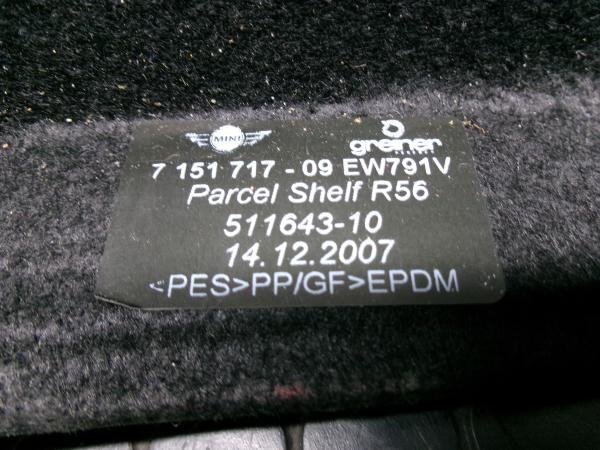 MINI greiner
7 151 717 - 09 EW791V
Parcel Shelf R56
511643-10
14.12.2007
<PES>PP/GF>EPDM